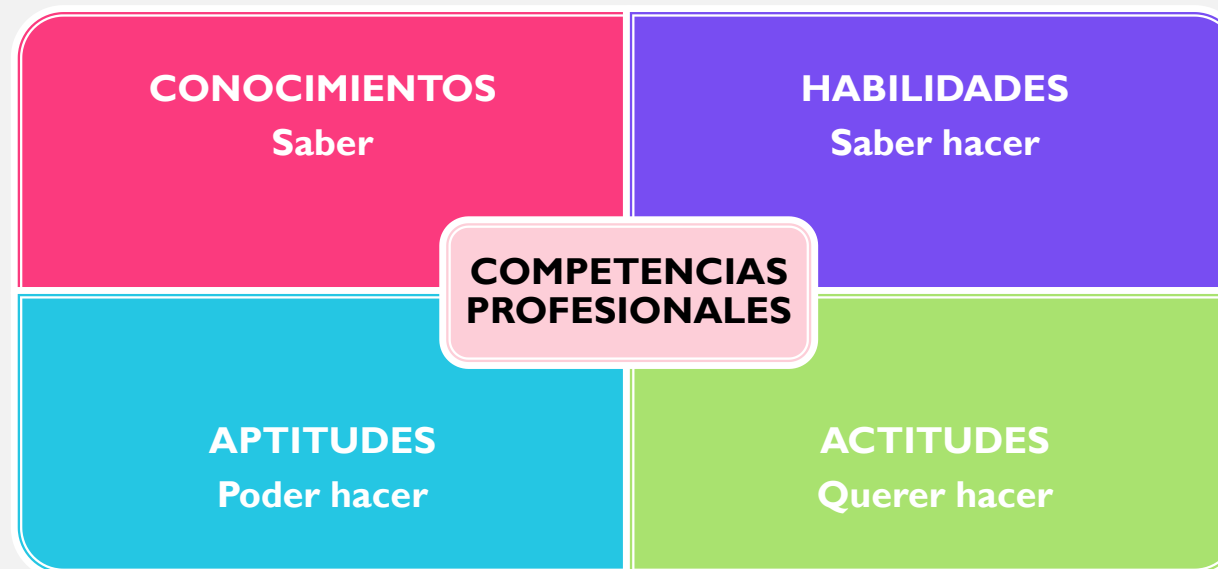 CONOCIMIENTOS
Saber
HABILIDADES
Saber hacer
COMPETENCIAS
PROFESIONALES
APTITUDES
Poder hacer
ACTITUDES
Querer hacer